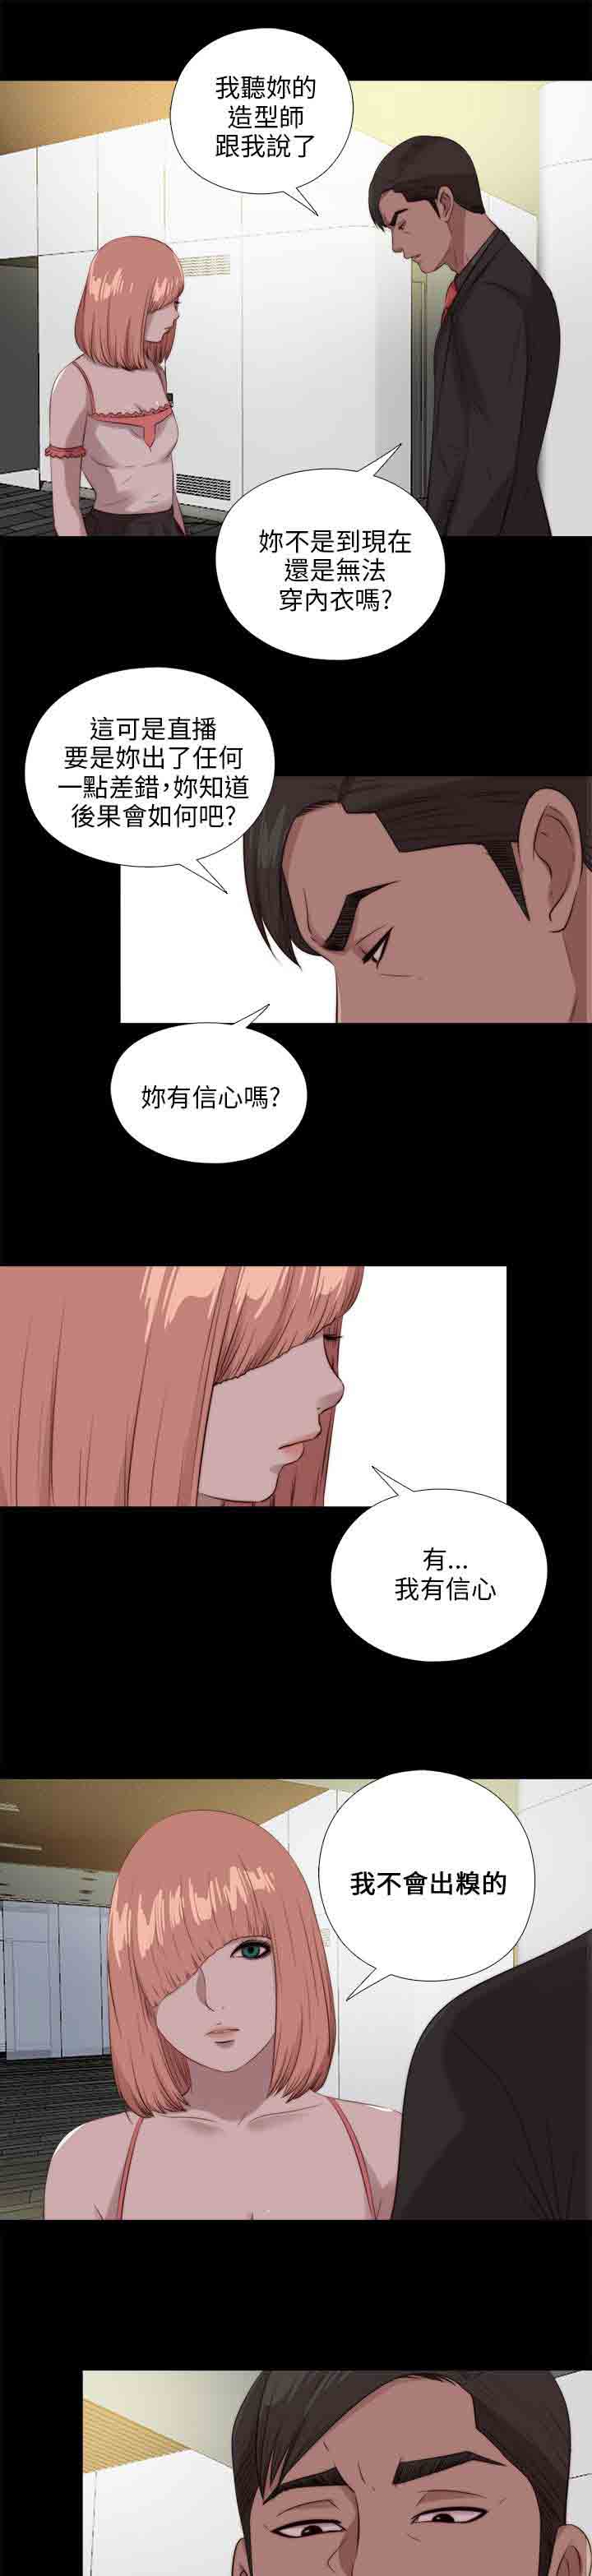 我聽妳的
造型師
跟我說了
妳不是到現在
還是無法
穿內衣嗎?
這可是直播
要是妳出了任何
一點差錯,妳知道
後果會如何吧?
妳有信心嗎?
有...
我有信心
我不會出糗的